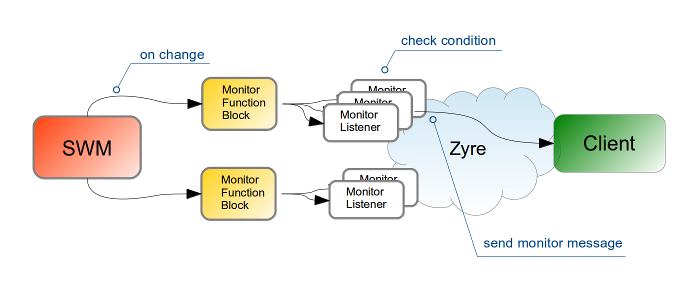 check condition
on change
Monitor
Function
Block
Monitor
Monitor
Monitor
Listener
SWM
Zyre
Client
Monitor
Function
Block
Monitor
Monitor
Listener
send monitor message